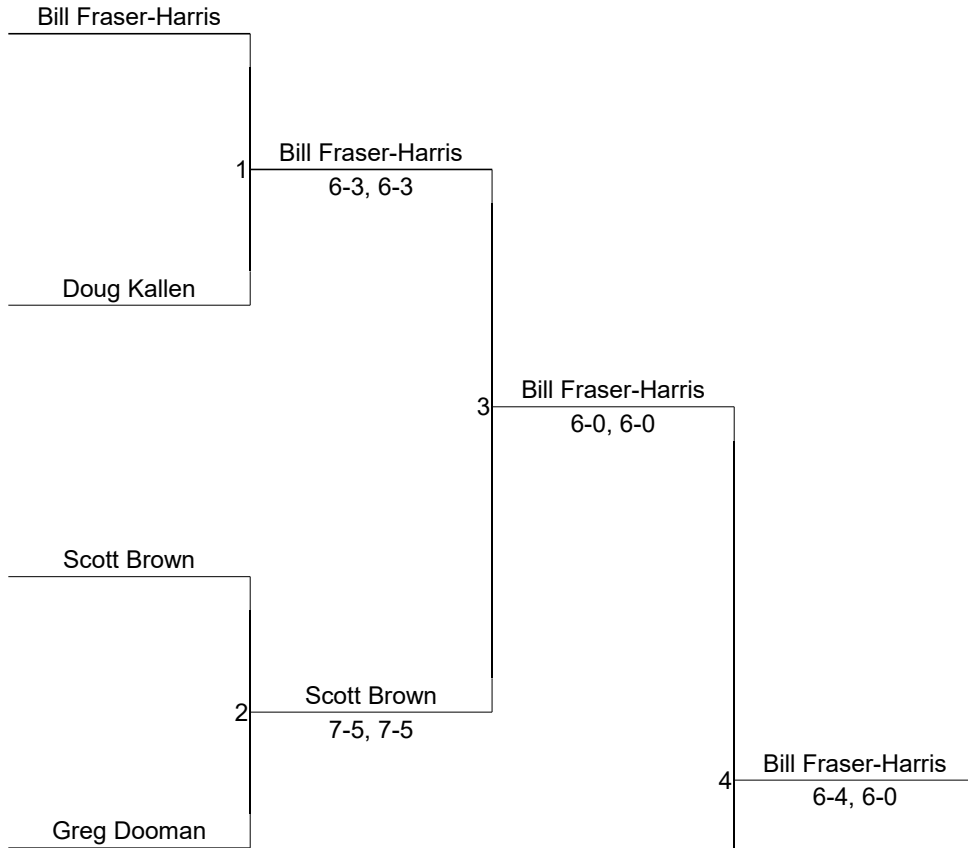 Bill Fraser-Harris
1
Bill Fraser-Harris
6-3, 6-3
Doug Kallen
3
Bill Fraser-Harris
6-0, 6-0
Scott Brown
2
Scott Brown
7-5, 7-5
4
Bill Fraser-Harris
6-4, 6-0
Greg Dooman